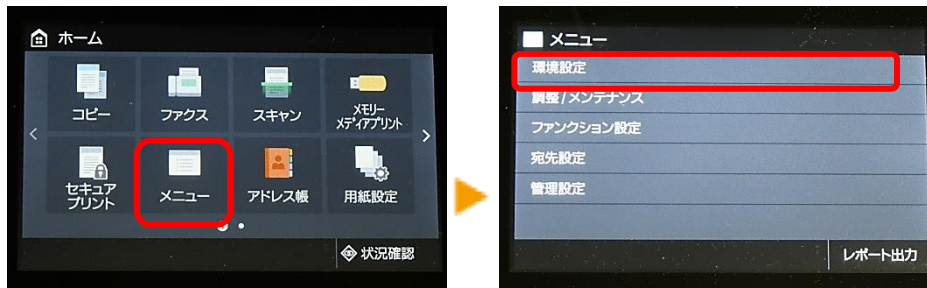 ホーム
コピー
ファクス
スキャン
メモリー
メディアプリント
セキュア
プリント
メニュー
アドレス帳
用紙設定
状況確認
メニュー
環境設定
調整/メンテナンス
ファンクション設定
宛先設定
管理設定
レポート出力